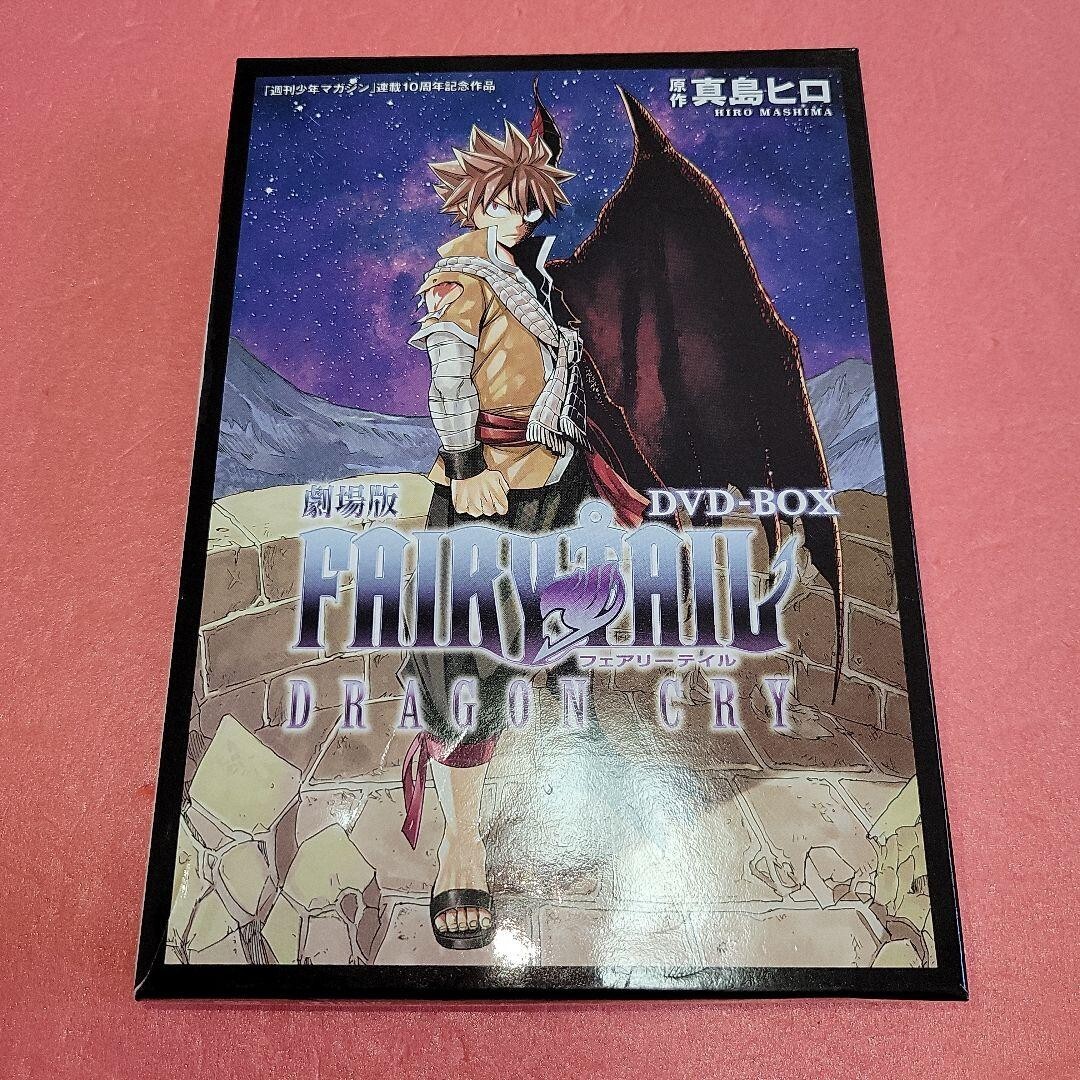 「週刊少年マガジン」連載10周年記念作品
原作 真島ヒロ
HIRO MASHIMA
劇場版
DVD-BOX
FAIRY TAIL
フェアリーテイル
DRAGON CRY